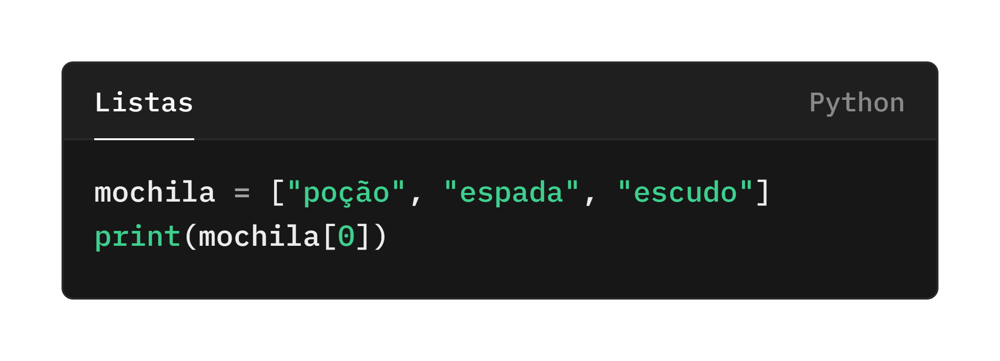 Listas
Python
mochila = ["poção", "espada", "escudo"]
print(mochila[0])